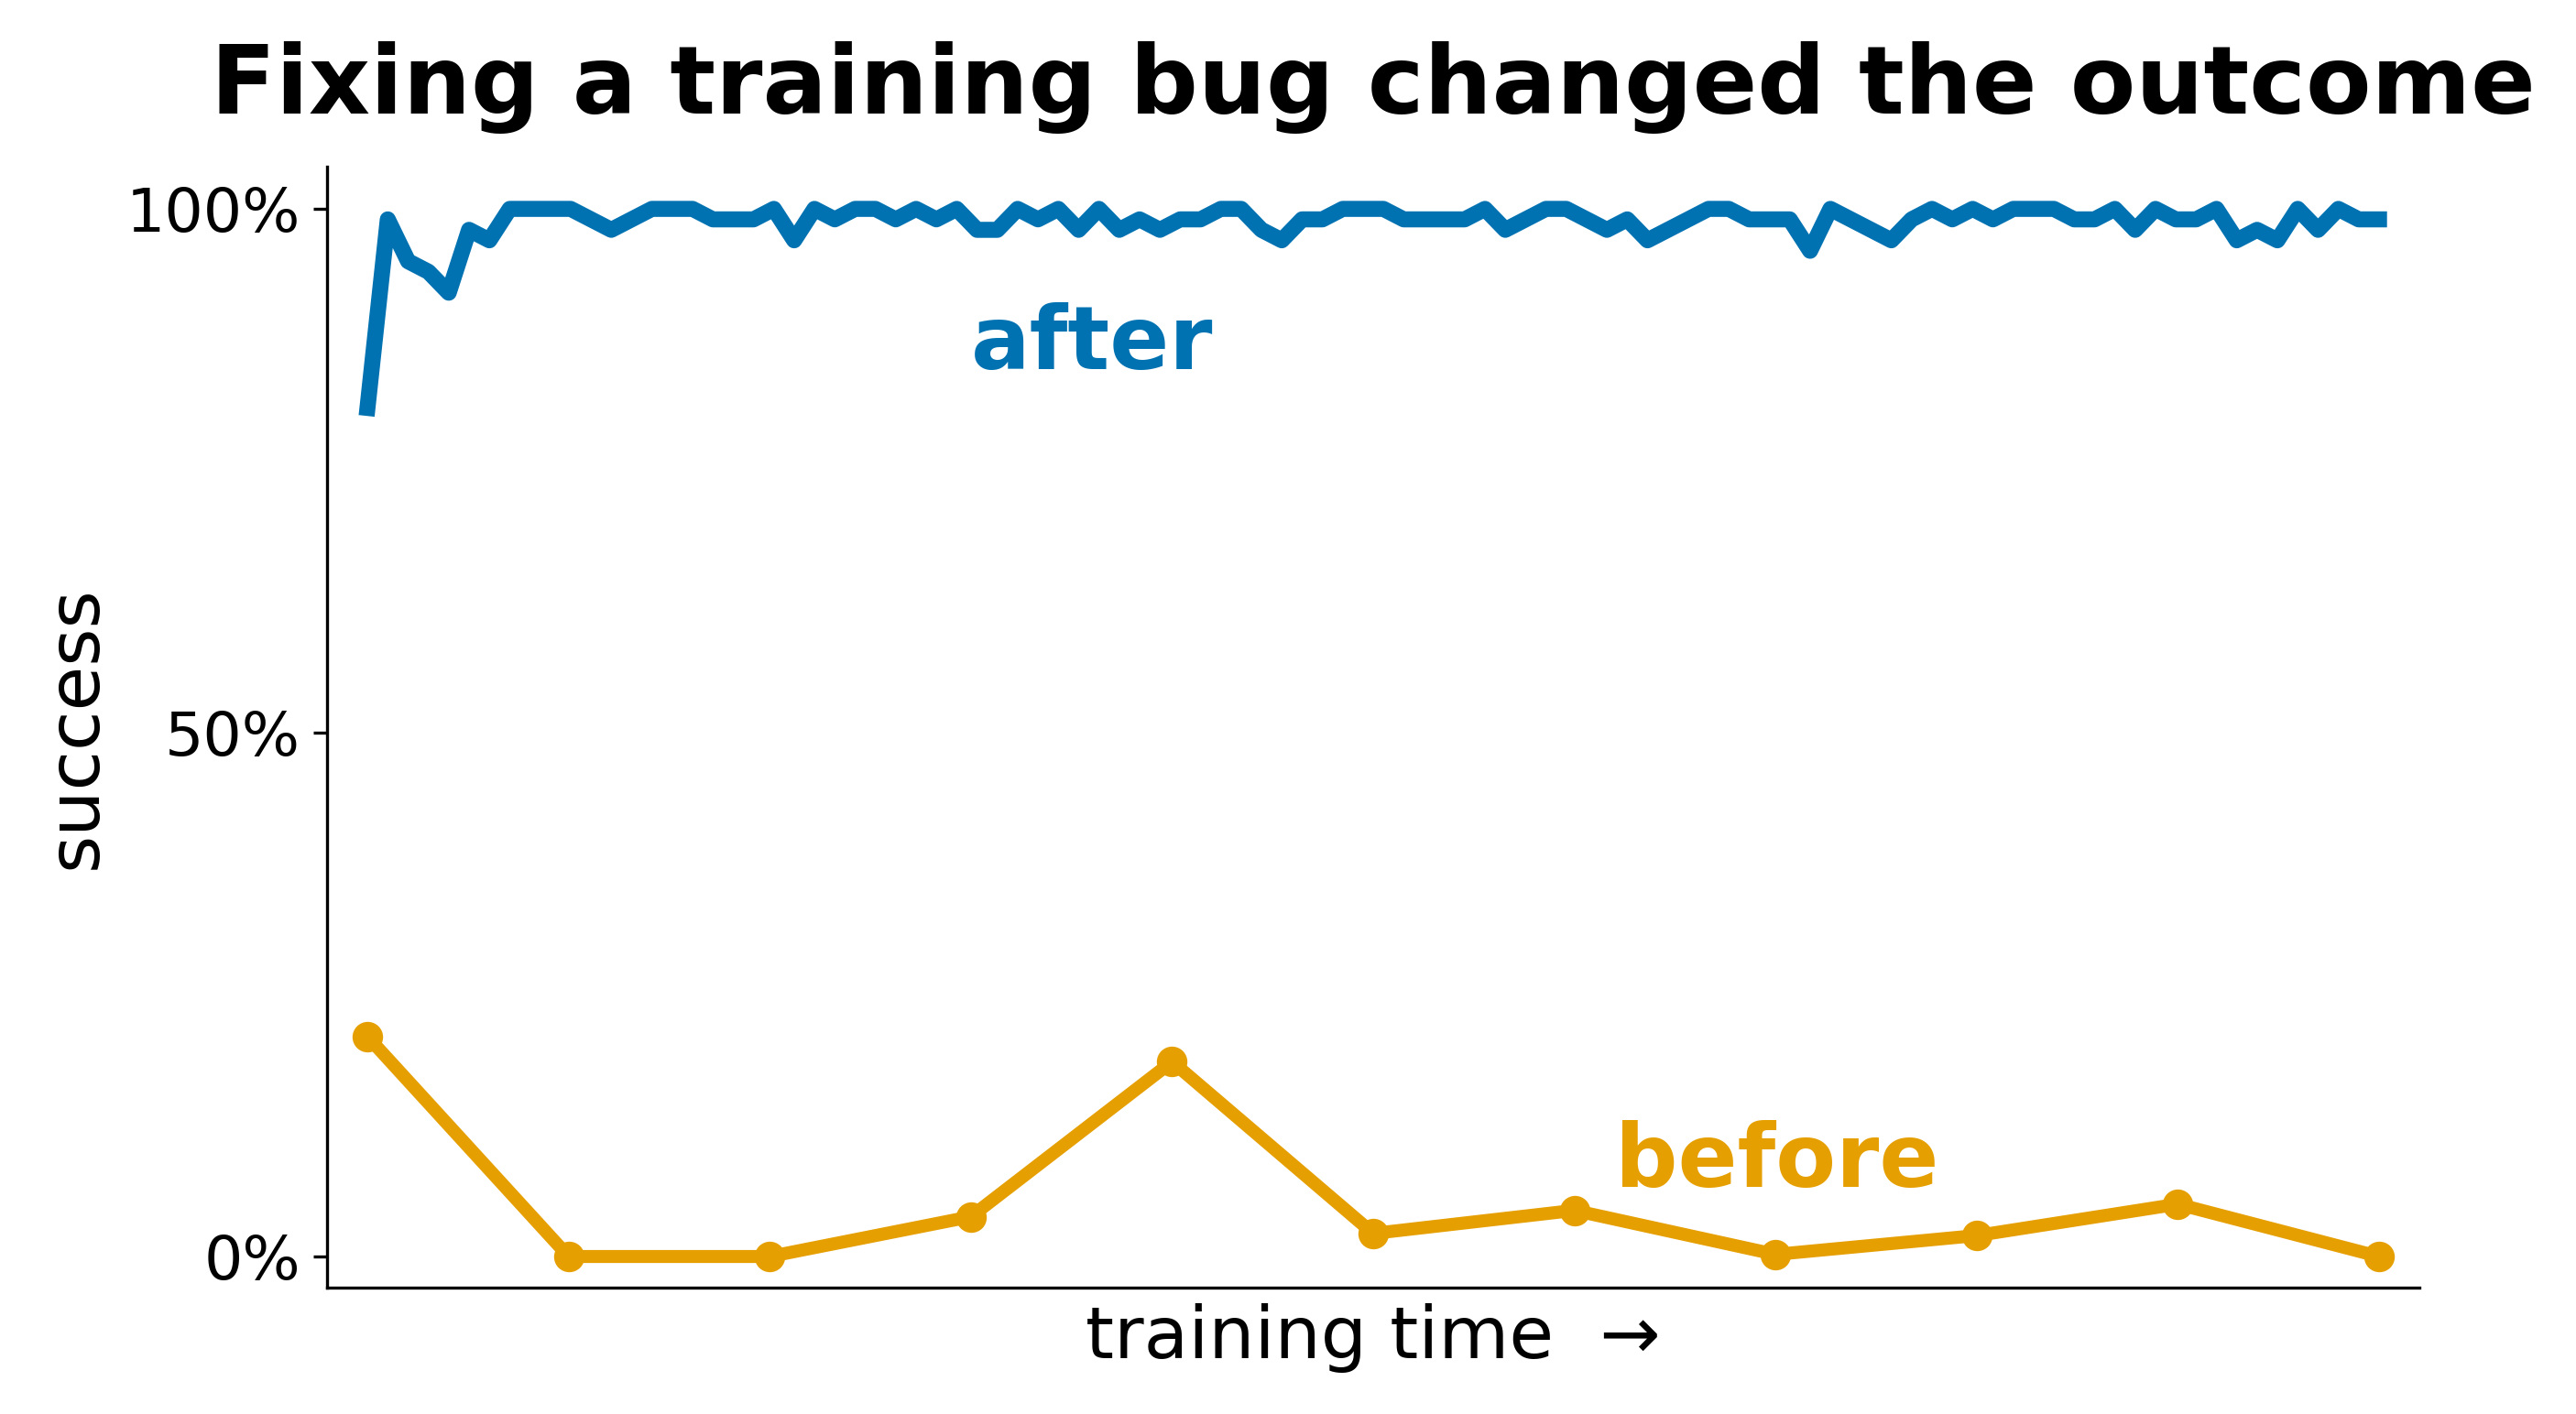 Fixing a training bug changed the outcome
100%
after
50%
success
before
0%
training time →